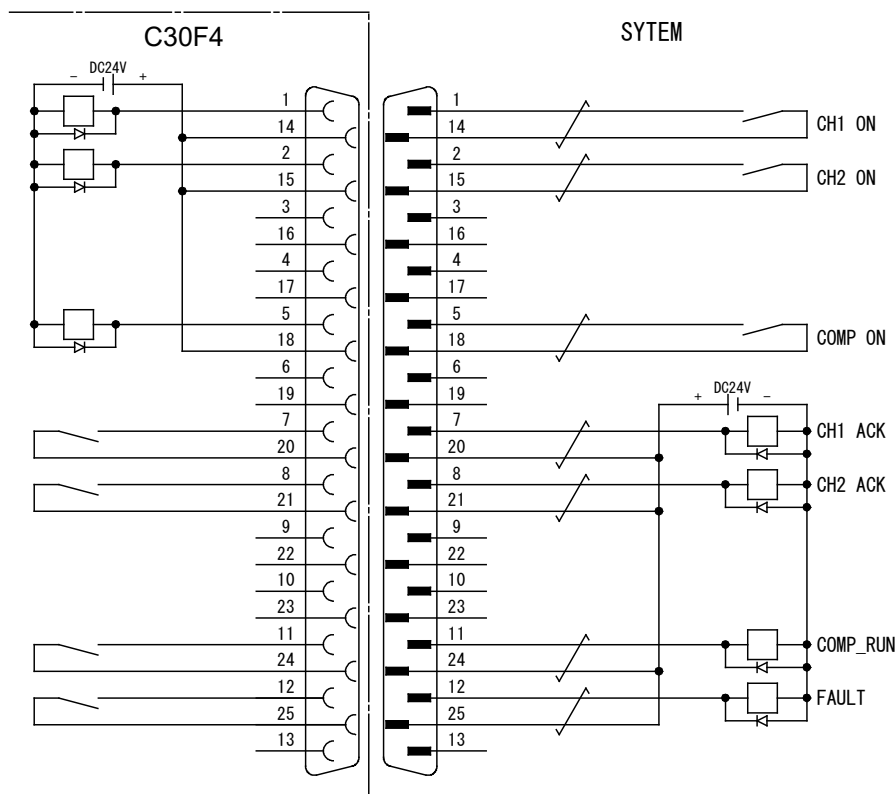 C30F4
SYTEM
DC24V
- +
1 1
14 14
CH1 ON
2 2
15 15
CH2 ON
3 3
16 16
4 4
17 17
5 5
18 18
COMP ON
6 6
19 19
DC24V
+ -
7 7
CH1 ACK
20 20
8 8
CH2 ACK
21 21
9 9
22 22
10 10
23 23
11 11
COMP_RUN
24 24
12 12
FAULT
25 25
13 13